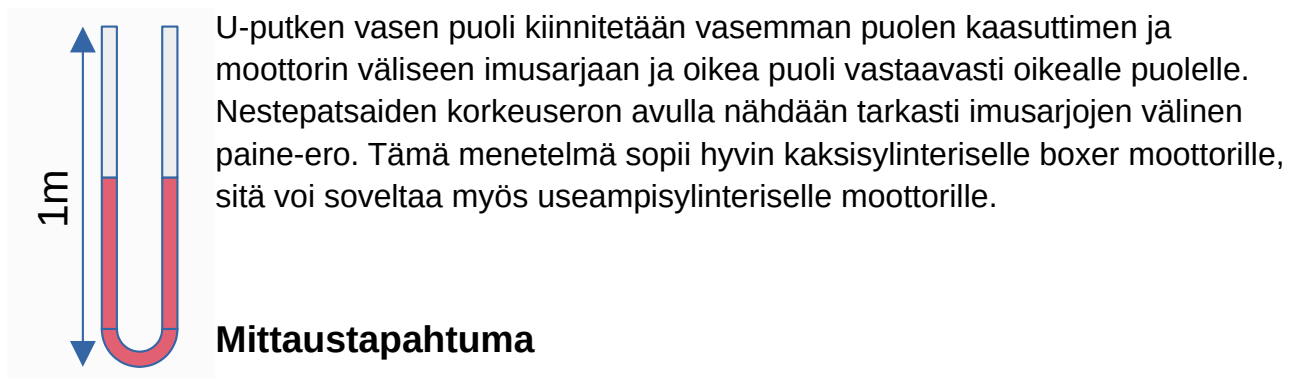 U-putken vasen puoli kiinnitetään vasemman puolen kaasuttimen ja
moottorin väliseen imusarjaan ja oikea puoli vastaavasti oikealle puolelle.
Nestepatsaiden korkeuseron avulla nähdään tarkasti imusarjojen välinen
paine-ero. Tämä menetelmä sopii hyvin kaksisylinteriselle boxer moottorille,
sitä voi soveltaa myös useampisylinteriselle moottorille.
1m
Mittaustapahtuma